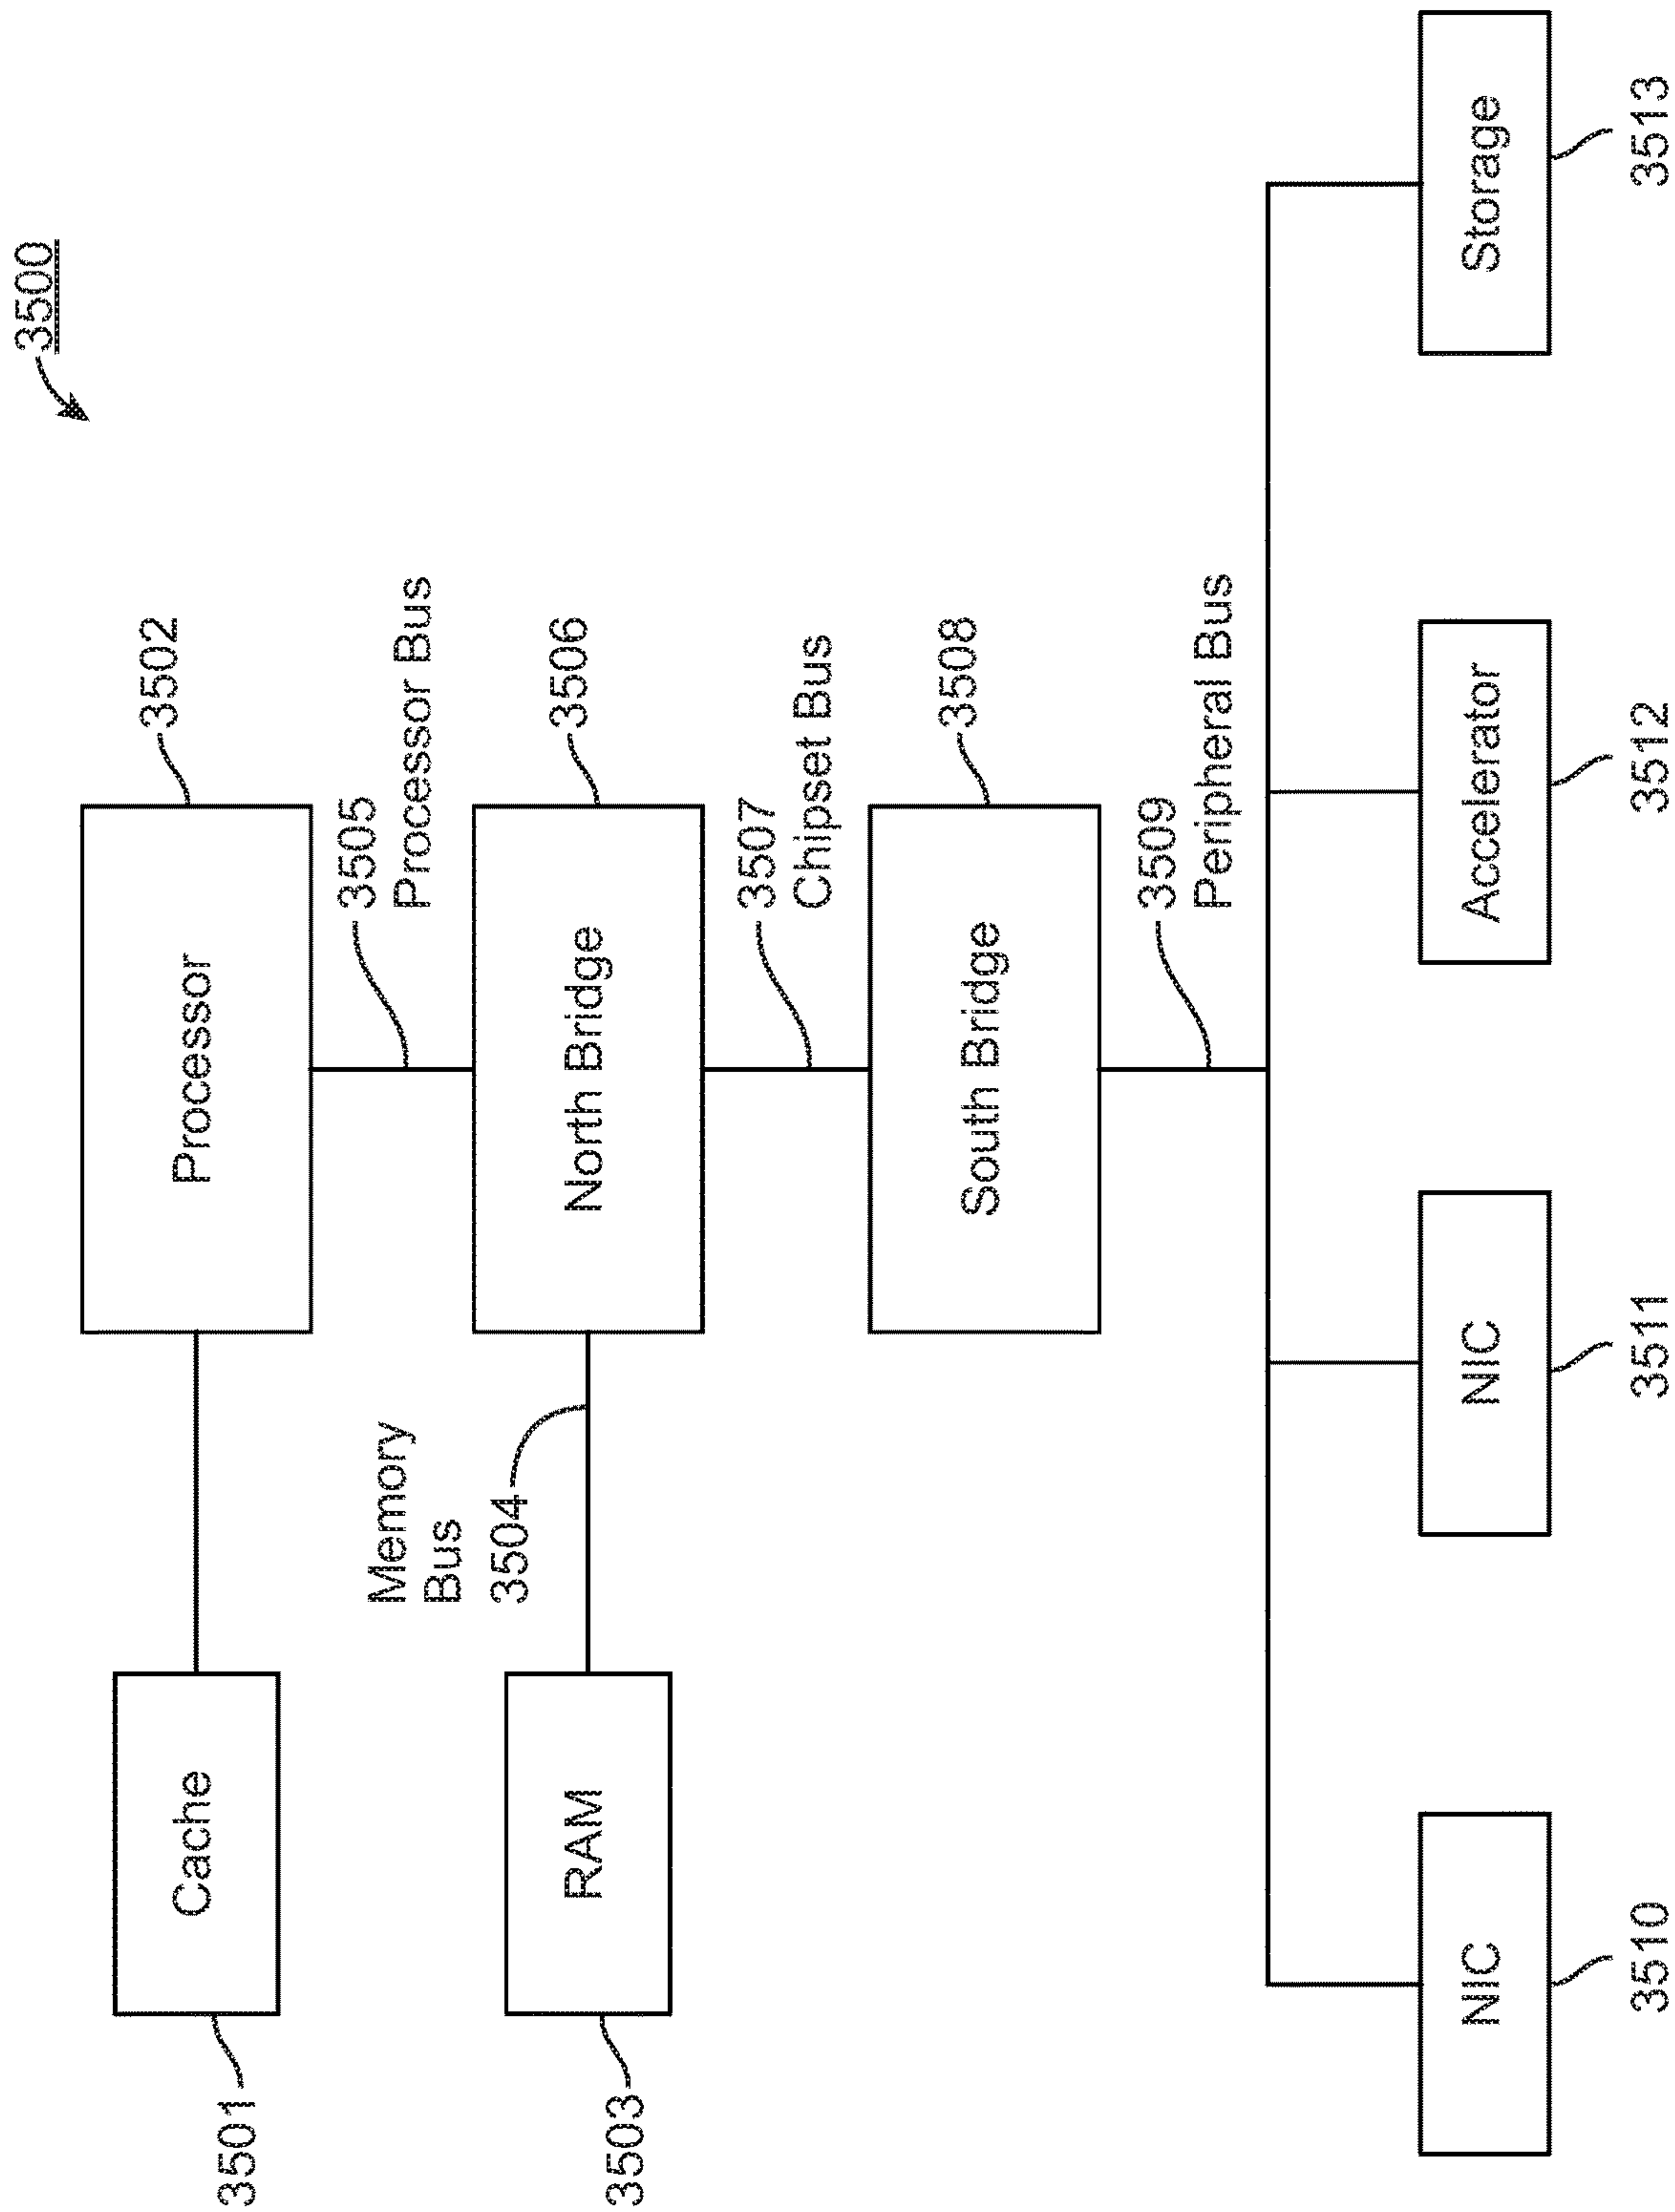 3500
3501
Cache
Processor
3502
3505
Processor Bus
Memory
Bus
3504
3503
RAM
North Bridge
3506
3507
Chipset Bus
South Bridge
3508
3509
Peripheral Bus
NIC
NIC
Accelerator
Storage
3510
3511
3512
3513